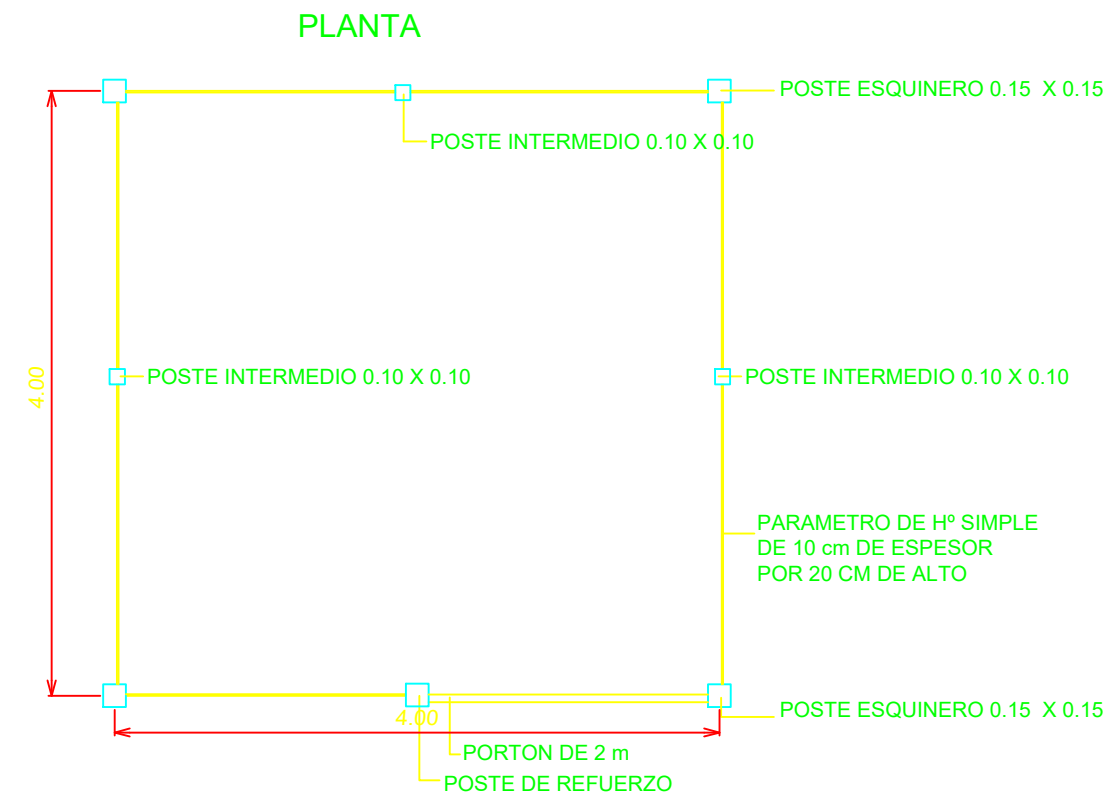 PLANTA
POSTE ESQUINERO 0.15 X 0.15
POSTE INTERMEDIO 0.10 X 0.10
4.00
POSTE INTERMEDIO 0.10 X 0.10
POSTE INTERMEDIO 0.10 X 0.10
PARAMETRO DE Hº SIMPLE
DE 10 cm DE ESPESOR
POR 20 CM DE ALTO
4.00
POSTE ESQUINERO 0.15 X 0.15
PORTON DE 2 m
POSTE DE REFUERZO